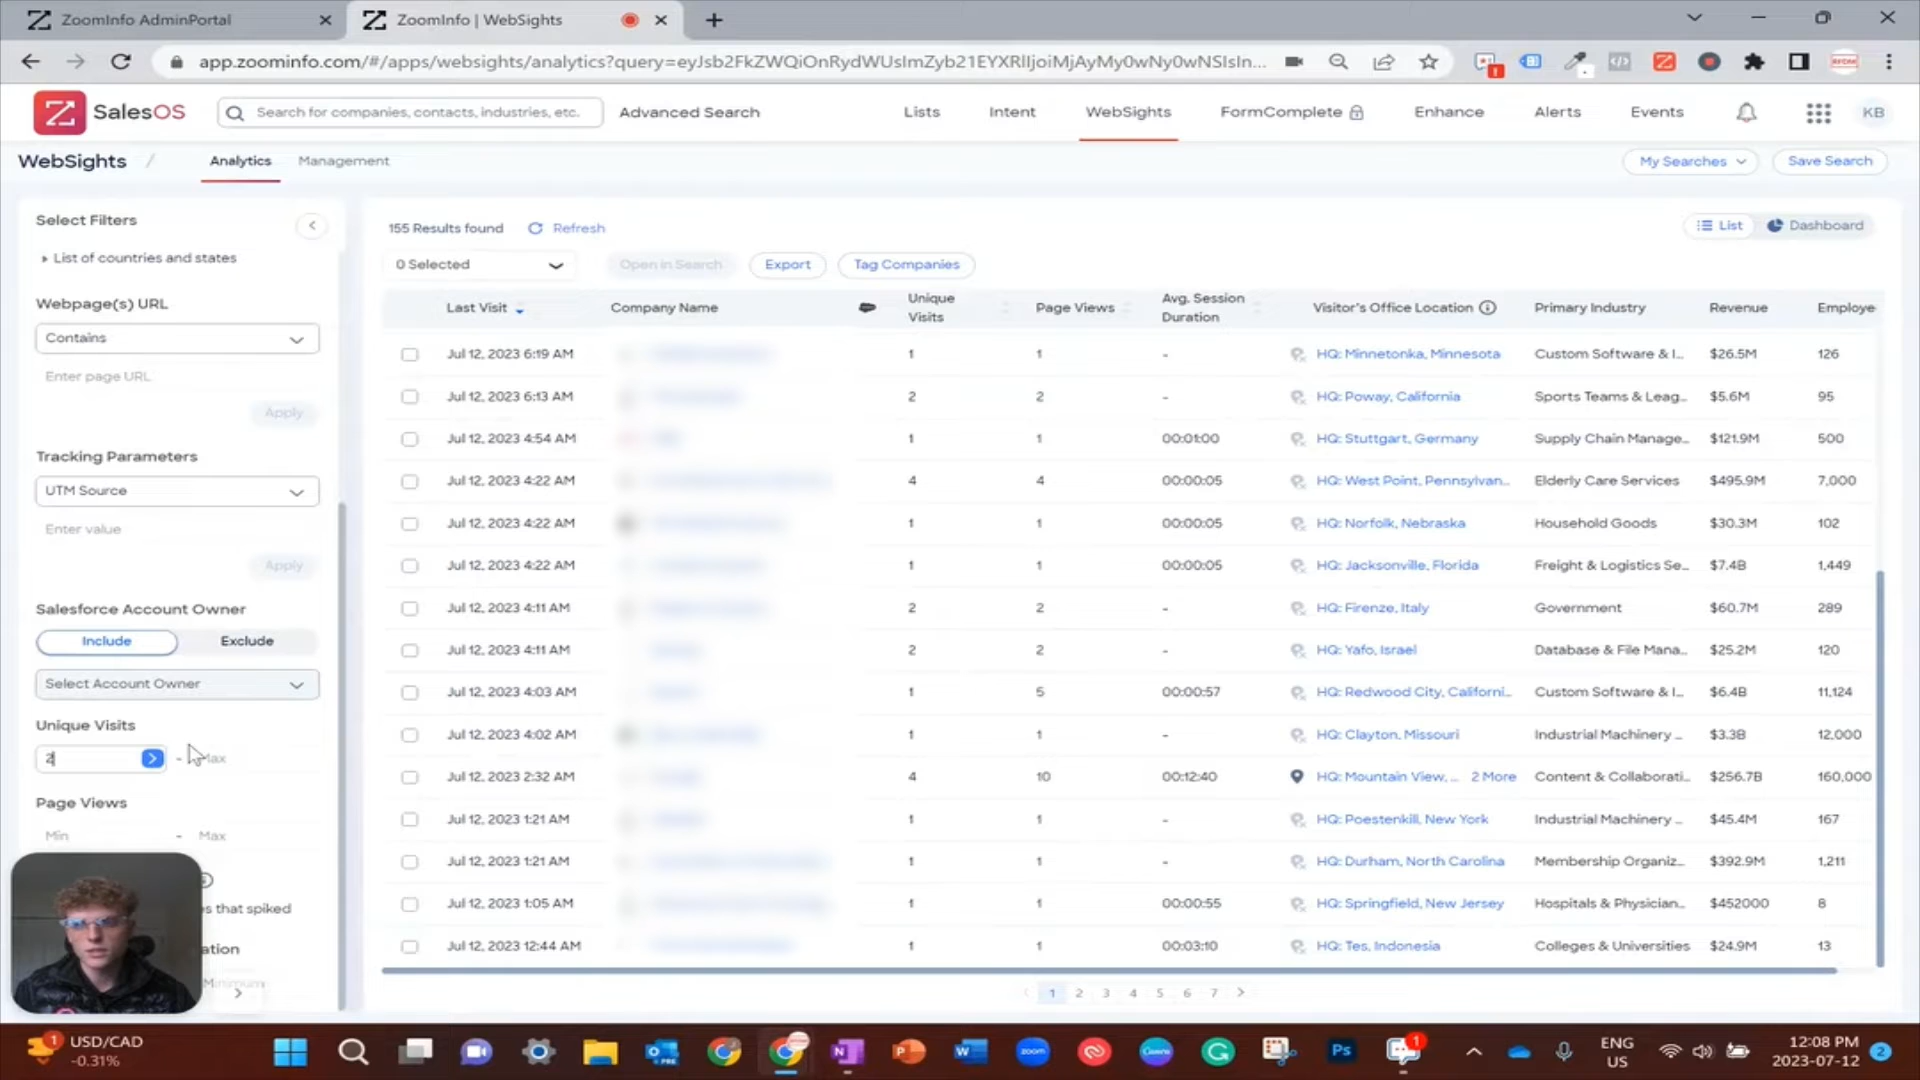 ZoomInfo AdminPortal
ZoomInfo | WebSights
app.zoominfo.com/#/apps/websights/analytics?query=eyJsb2FkZWQiOnRydWUsImZyb21EYXRlIjoiMjAyMy0wNy0wNSIsIn...
SalesOS
Search for companies, contacts, industries, etc.
Advanced Search
Lists
Intent
WebSights
FormComplete
Enhance
Alerts
Events
KB
WebSights /
Analytics
Management
My Searches
Save Search
Select Filters
List of countries and states
Webpage(s) URL
Contains
Enter page URL
Apply
Tracking Parameters
UTM Source
Enter value
Apply
Salesforce Account Owner
Include
Exclude
Select Account Owner
Unique Visits
2
-
Page Views
Min - Max
that spiked
155 Results found
Refresh
List
Dashboard
0 Selected
Open in Search
Export
Tag Companies
Last Visit Company Name Unique Visits Page Views Avg. Session Duration Visitor's Office Location Primary Industry Revenue Employe
Jul 12, 2023 6:19 AM 1 1 - HQ: Minnetonka, Minnesota Custom Software & I... $26.5M 126
Jul 12, 2023 6:13 AM 2 2 - HQ: Poway, California Sports Teams & Leag... $5.6M 95
Jul 12, 2023 4:54 AM 1 1 00:01:00 HQ: Stuttgart, Germany Supply Chain Manage... $121.9M 500
Jul 12, 2023 4:22 AM 4 4 00:00:05 HQ: West Point, Pennsylvan... Elderly Care Services $495.9M 7,000
Jul 12, 2023 4:22 AM 1 1 00:00:05 HQ: Norfolk, Nebraska Household Goods $30.3M 102
Jul 12, 2023 4:22 AM 1 1 00:00:05 HQ: Jacksonville, Florida Freight & Logistics Se... $7.4B 1,449
Jul 12, 2023 4:11 AM 2 2 - HQ: Firenze, Italy Government $60.7M 289
Jul 12, 2023 4:11 AM 2 2 - HQ: Yafo, Israel Database & File Mana... $25.2M 120
Jul 12, 2023 4:03 AM 1 5 00:00:57 HQ: Redwood City, Californi... Custom Software & I... $6.4B 11,124
Jul 12, 2023 4:02 AM 1 1 - HQ: Clayton, Missouri Industrial Machinery ... $3.3B 12,000
Jul 12, 2023 2:32 AM 4 10 00:12:40 HQ: Mountain View, ... 2 More Content & Collaborati... $256.7B 160,000
Jul 12, 2023 1:21 AM 1 1 - HQ: Poestenkill, New York Industrial Machinery ... $45.4M 167
Jul 12, 2023 1:21 AM 1 1 - HQ: Durham, North Carolina Membership Organiz... $392.9M 1,211
Jul 12, 2023 1:05 AM 1 1 00:00:55 HQ: Springfield, New Jersey Hospitals & Physician... $452000 8
Jul 12, 2023 12:44 AM 1 1 00:03:10 HQ: Tes, Indonesia Colleges & Universities $24.9M 13
1 2 3 4 5 6 7
USD/CAD
-0.31%
1
zoom
Canva
Ps
1
ENG
US
12:08 PM
2023-07-12
2